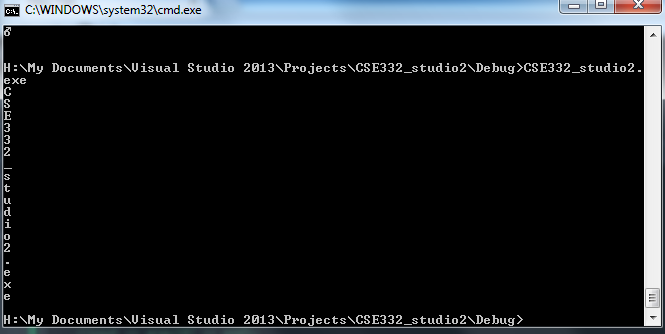 C:\WINDOWS\system32\cmd.exe
♂
H:\My Documents\Visual Studio 2013\Projects\CSE332_studio2\Debug>CSE332_studio2.
exe
C
S
E
3
3
2
_
s
t
u
d
i
o
2
.
e
x
e
H:\My Documents\Visual Studio 2013\Projects\CSE332_studio2\Debug>